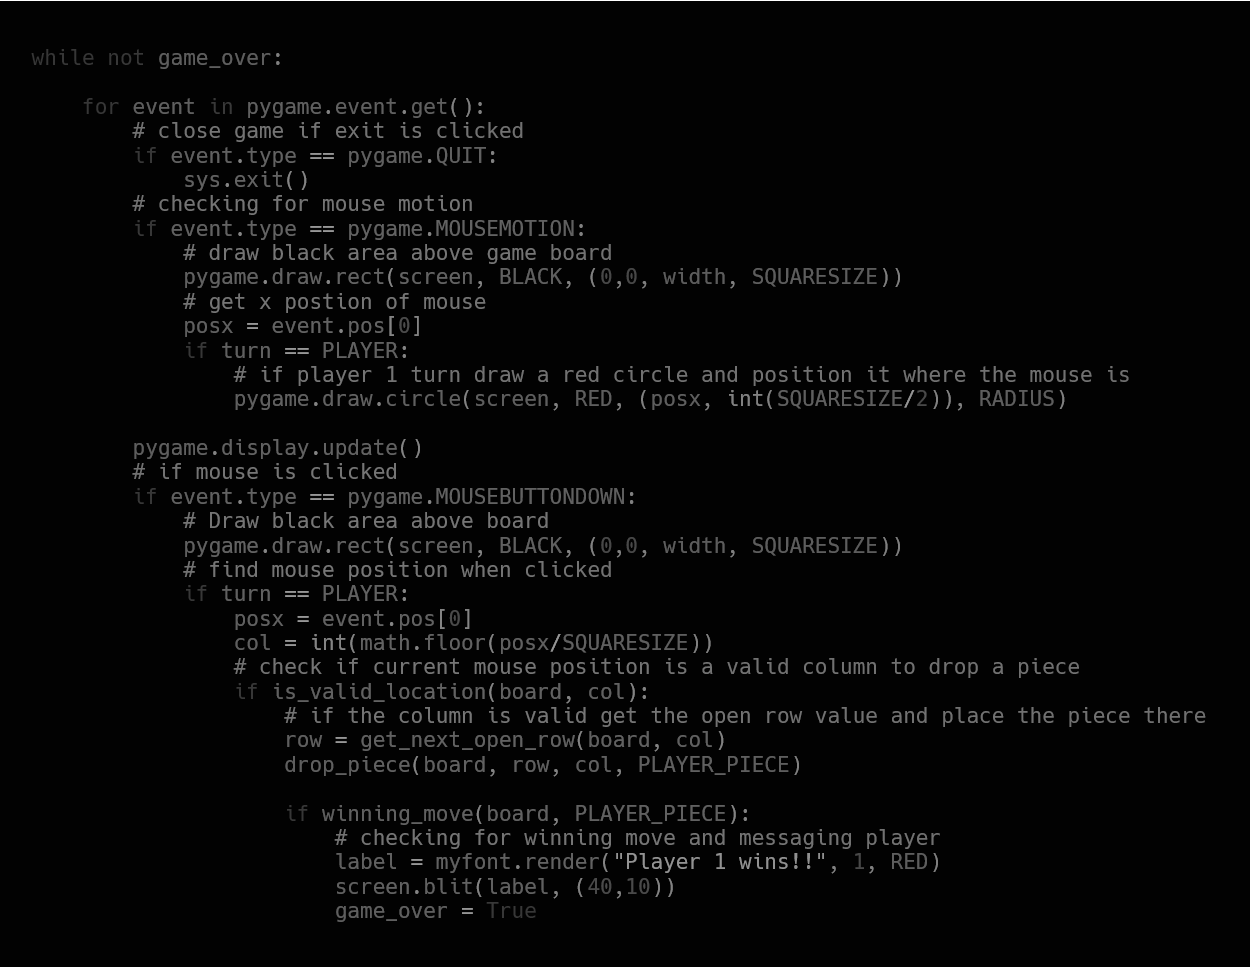 while not game_over:
for event in pygame.event.get():
# close game if exit is clicked
if event.type == pygame.QUIT:
sys.exit()
# checking for mouse motion
if event.type == pygame.MOUSEMOTION:
# draw black area above game board
pygame.draw.rect(screen, BLACK, (0,0, width, SQUARESIZE))
# get x postion of mouse
posx = event.pos[0]
if turn == PLAYER:
# if player 1 turn draw a red circle and position it where the mouse is
pygame.draw.circle(screen, RED, (posx, int(SQUARESIZE/2)), RADIUS)
pygame.display.update()
# if mouse is clicked
if event.type == pygame.MOUSEBUTTONDOWN:
# Draw black area above board
pygame.draw.rect(screen, BLACK, (0,0, width, SQUARESIZE))
# find mouse position when clicked
if turn == PLAYER:
posx = event.pos[0]
col = int(math.floor(posx/SQUARESIZE))
# check if current mouse position is a valid column to drop a piece
if is_valid_location(board, col):
# if the column is valid get the open row value and place the piece there
row = get_next_open_row(board, col)
drop_piece(board, row, col, PLAYER_PIECE)
if winning_move(board, PLAYER_PIECE):
# checking for winning move and messaging player
label = myfont.render("Player 1 wins!!", 1, RED)
screen.blit(label, (40,10))
game_over = True